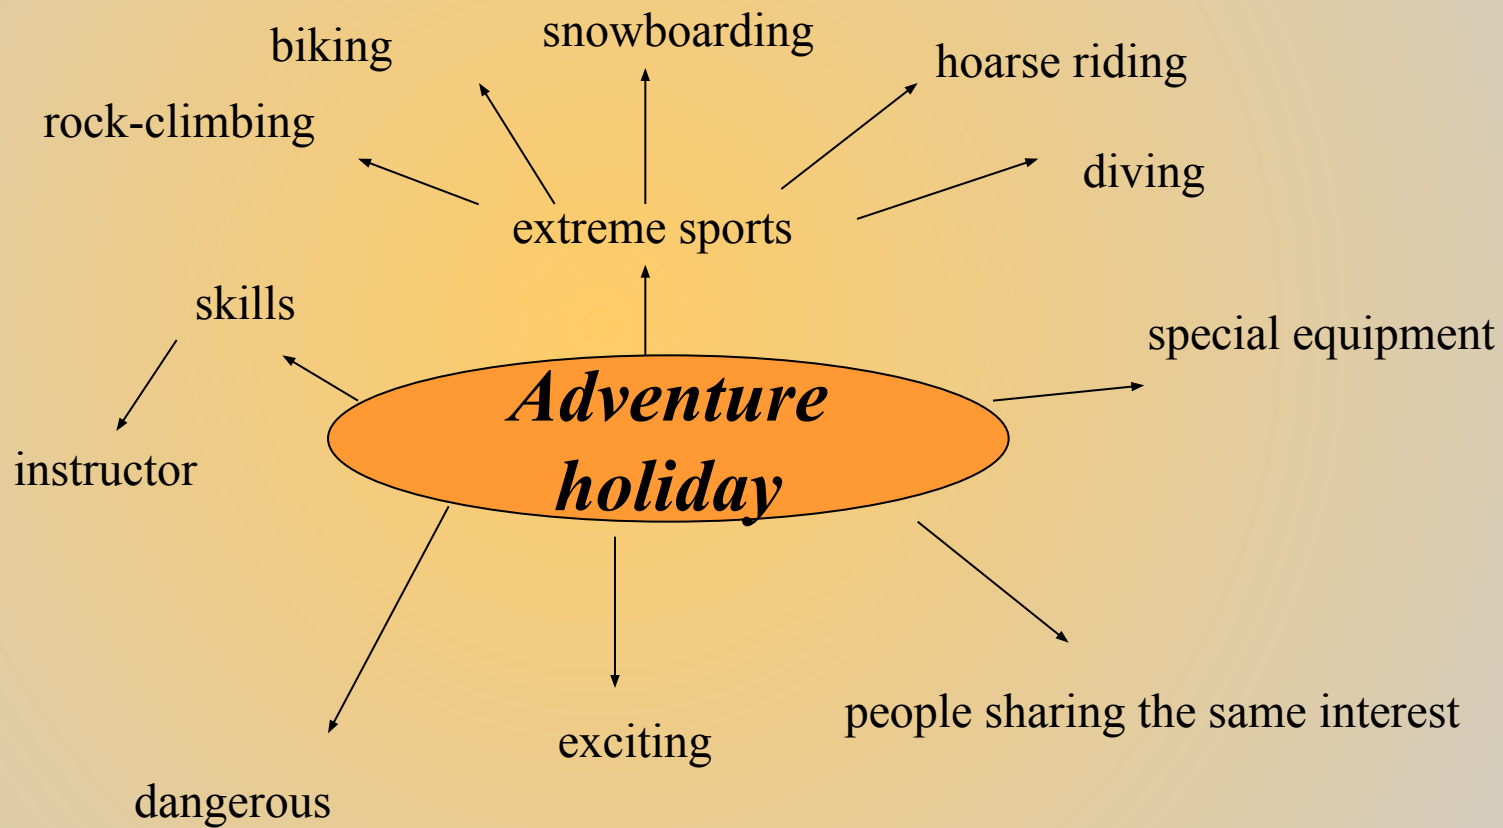 biking
snowboarding
hoarse riding
rock-climbing
diving
extreme sports
skills
special equipment
Adventure
holiday
instructor
people sharing the same interest
exciting
dangerous